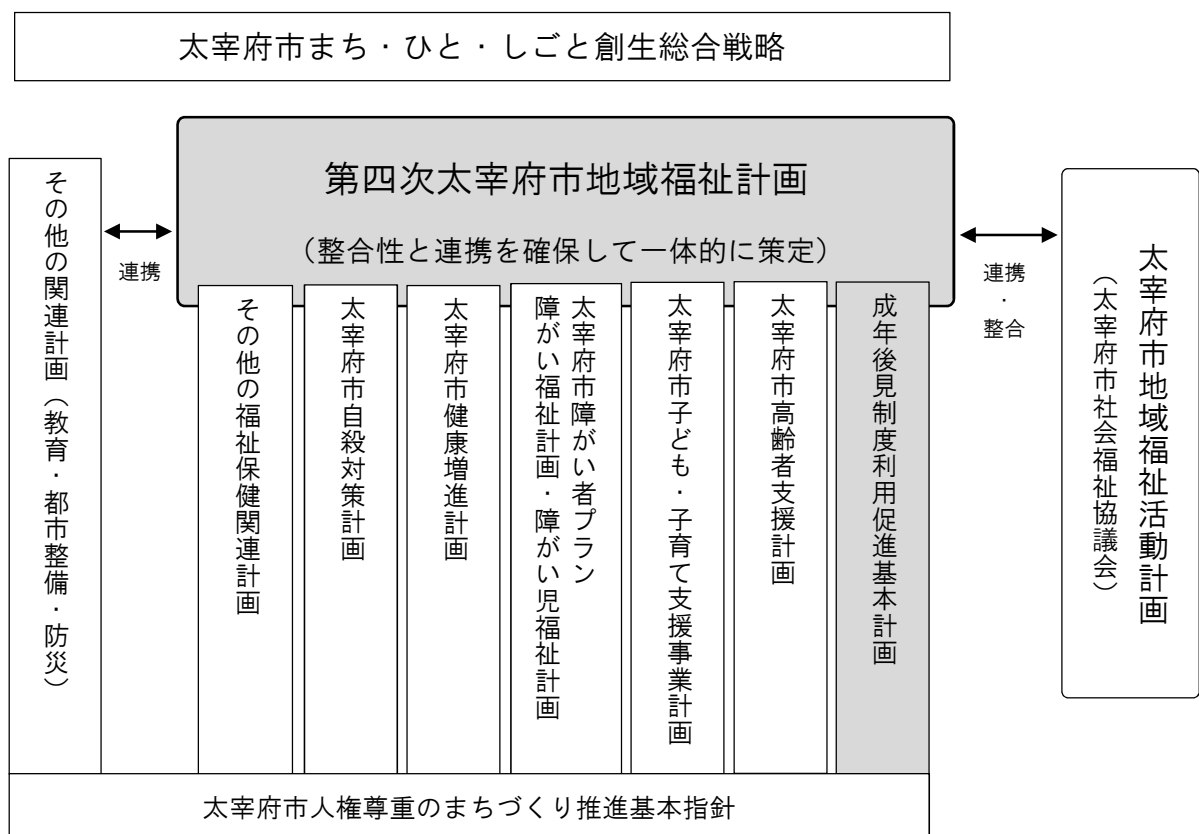 太宰府市まち・ひと・しごと創生総合戦略
第四次太宰府市地域福祉計画
（整合性と連携を確保して一体的に策定）
その他の関連計画（教育・都市整備・防災）
連携
その他の福祉保健関連計画
太宰府市自殺対策計画
太宰府市健康増進計画
太宰府市障がい者プラン
障がい福祉計画・障がい児福祉計画
太宰府市子ども・子育て支援事業計画
太宰府市高齢者支援計画
成年後見制度利用促進基本計画
連携
・
整合
太宰府市地域福祉活動計画
（太宰府市社会福祉協議会）
太宰府市人権尊重のまちづくり推進基本指針